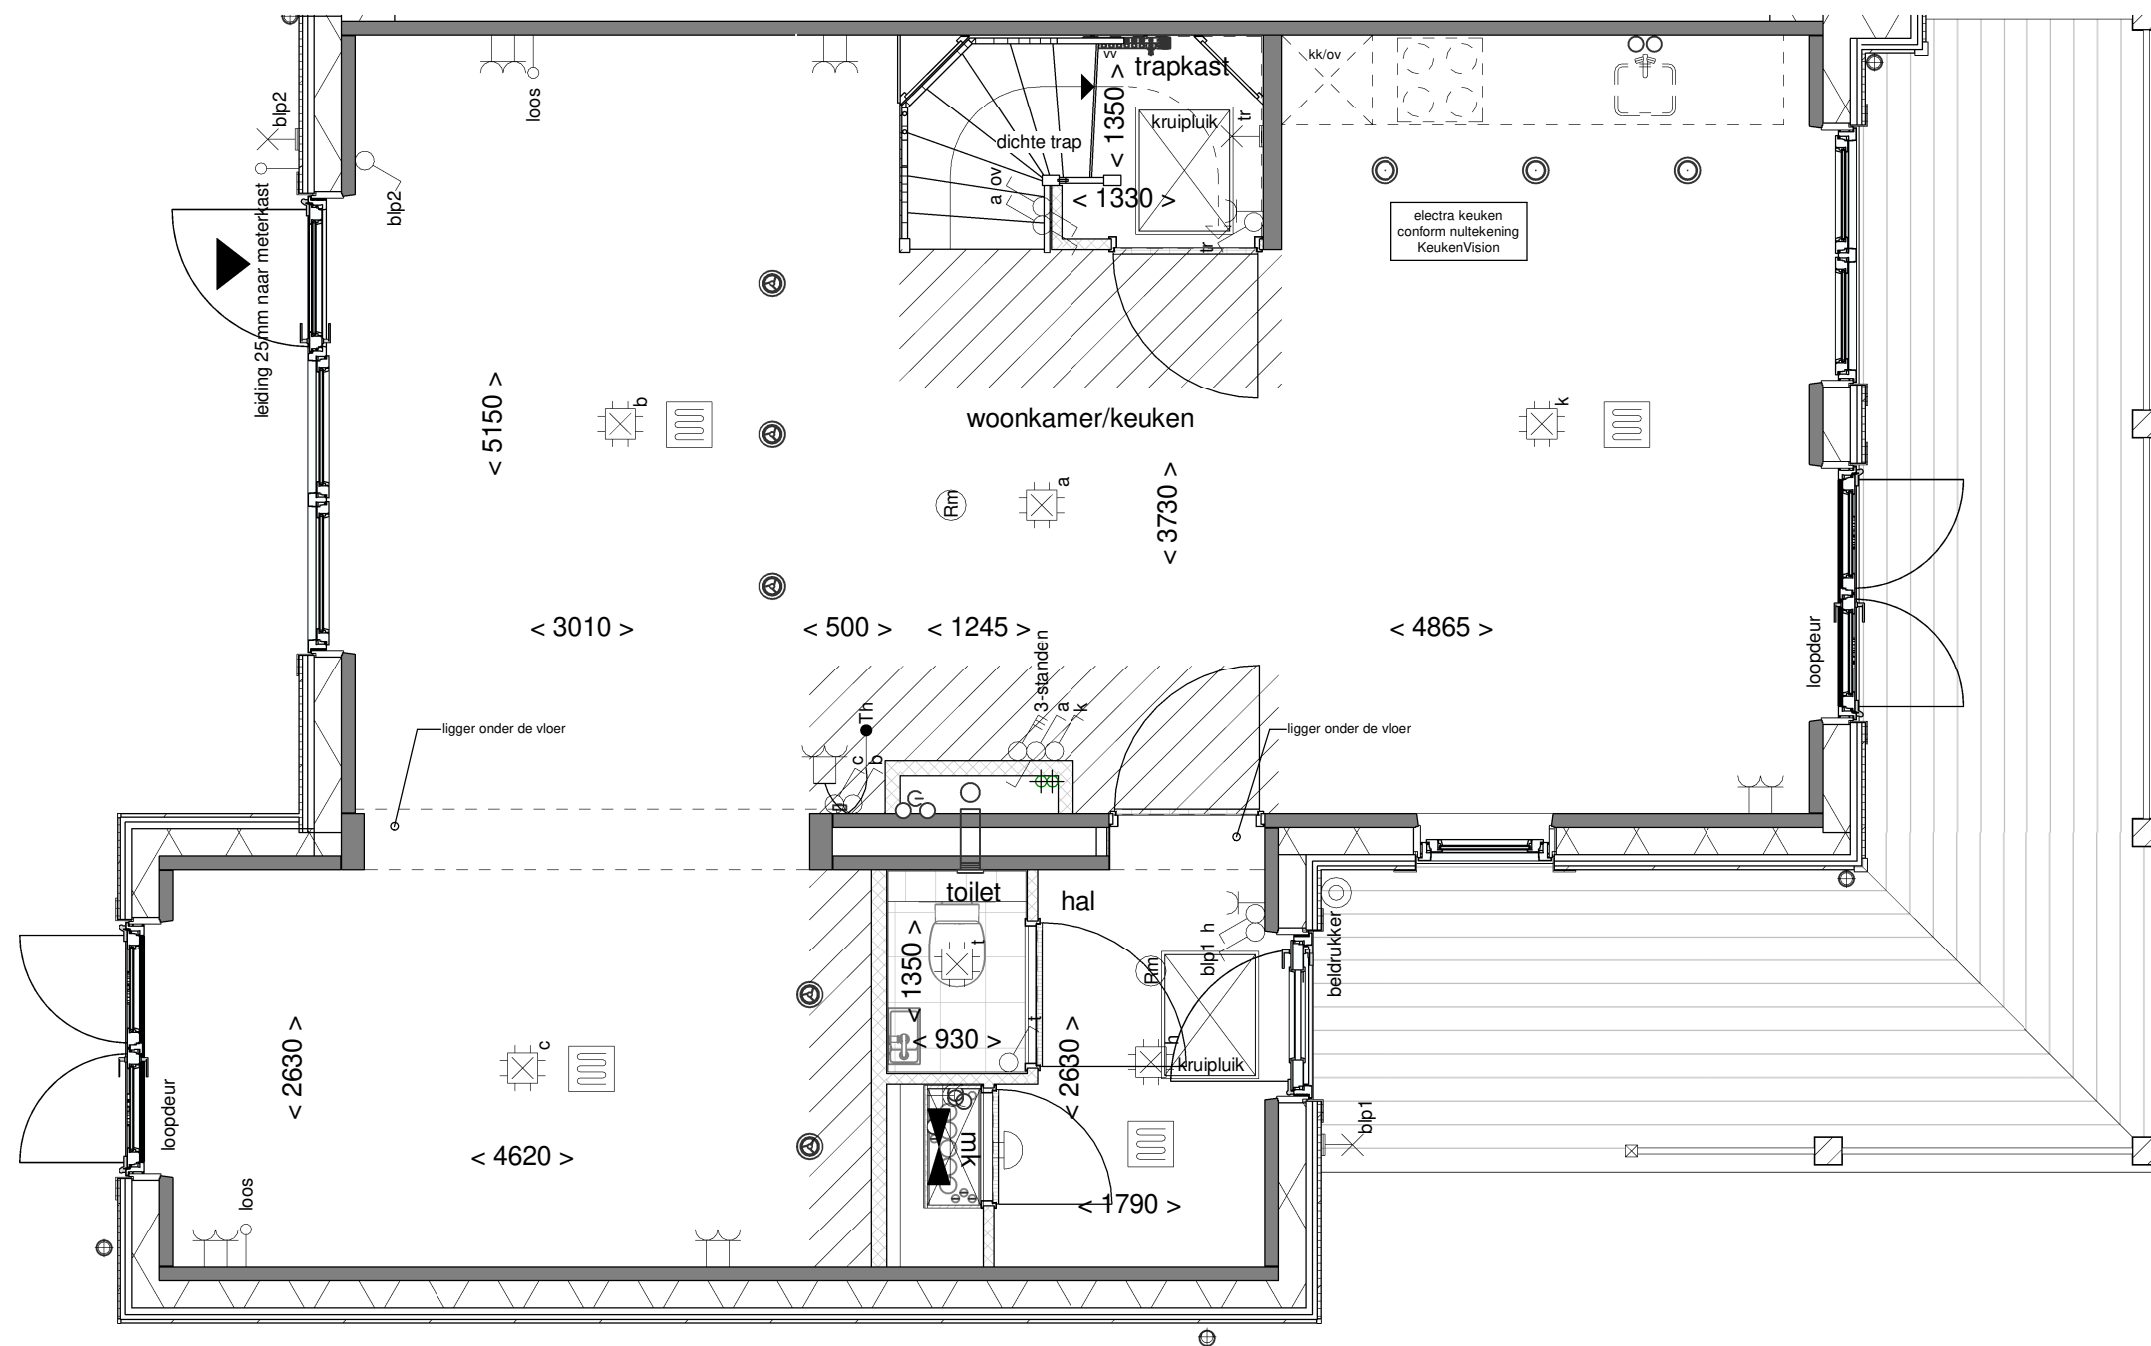 vv
trapkast
kk/ov
blp2
loos
< 1350 >
kruipluik
tr
dichte trap
a ov
< 1330 >
blp2
leiding 25mm naar meterkast
tr
electra keuken
conform nultekening
KeukenVision
< 5150 >
b
woonkamer/keuken
k
Rm
a
< 3730 >
< 3010 >
< 500 >
< 1245 >
< 4865 >
loopdeur
3-standen
a
k
Th
c
b
ligger onder de vloer
ligger onder de vloer
G
toilet
hal
t
< 1350 >
blp1 h
beldrukker
Rm
< 930 >
t
< 2630 >
h
kruipluik
< 2630 >
c
loopdeur
blp1
mk
< 4620 >
< 1790 >
loos